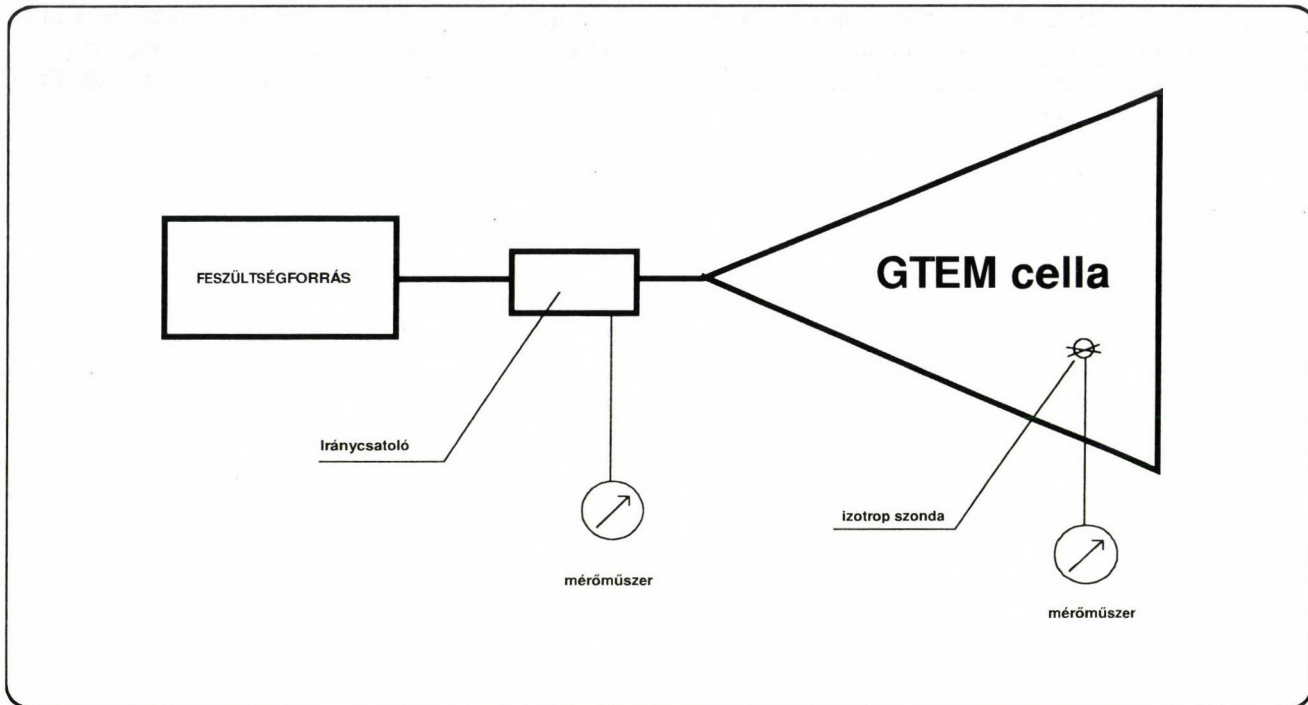 FESZÜLTSÉGFORRÁS
GTEM cella
Iránycsatoló
izotrop szonda
mérőműszer
mérőműszer